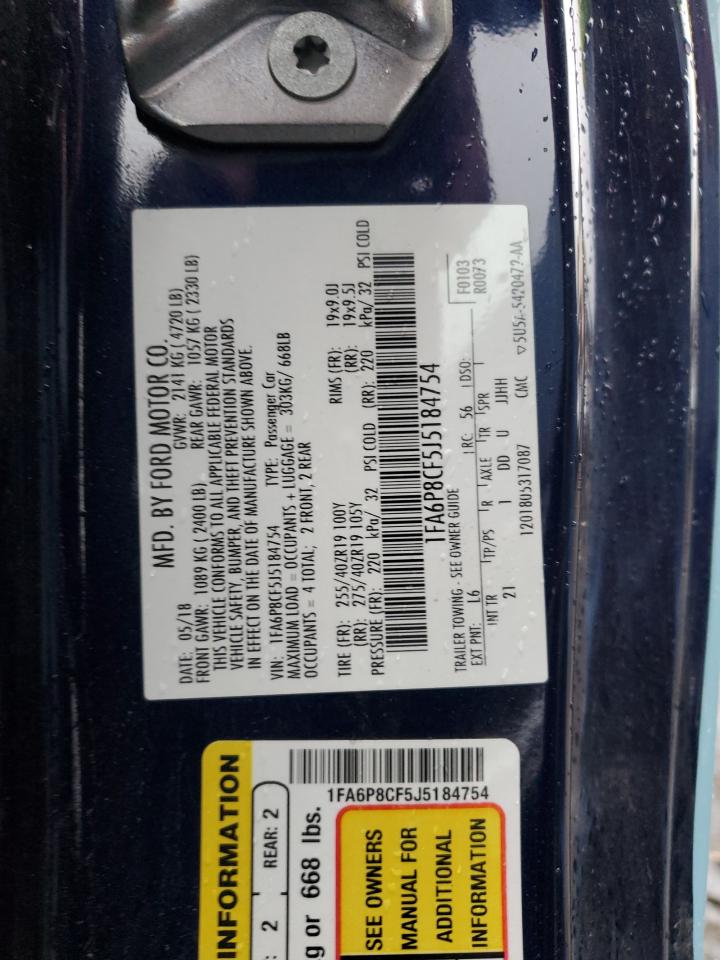 MFD. BY FORD MOTOR CO.
DATE: 05/18 GVWR: 2141 KG ( 4720 LB)
FRONT GAWR: 1089 KG ( 2400 LB) REAR GAWR: 1057 KG ( 2330 LB)
THIS VEHICLE CONFORMS TO ALL APPLICABLE FEDERAL MOTOR
VEHICLE SAFETY, BUMPER, AND THEFT PREVENTION STANDARDS
IN EFFECT ON THE DATE OF MANUFACTURE SHOWN ABOVE.
VIN: 1FA6P8CF5J5184754 TYPE: Passenger Car
MAXIMUM LOAD = OCCUPANTS + LUGGAGE = 303KG/ 668LB
OCCUPANTS = 4 TOTAL; 2 FRONT, 2 REAR
TIRE (FR): 255/40ZR19 100Y RIMS (FR): 19x9.0J
(RR): 275/40ZR19 105Y (RR): 19x9.5J
PRESSURE (FR): 220 kPa/ 32 PSI COLD (RR): 220 kPa/ 32 PSI COLD
1FA6P8CF5J5184754
TRAILER TOWING - SEE OWNER GUIDE F0103
EXT PNT: L6 RC: 56 DSO: R0073
INT TR TP/PS R AXLE TR SPR
21 I DD U JJHH
12018U5317087 CMC ▽5U5A-5420472-AA
INFORMATION
2 REAR: 2
g or 668 lbs.
1FA6P8CF5J5184754
SEE OWNERS
MANUAL FOR
ADDITIONAL
INFORMATION